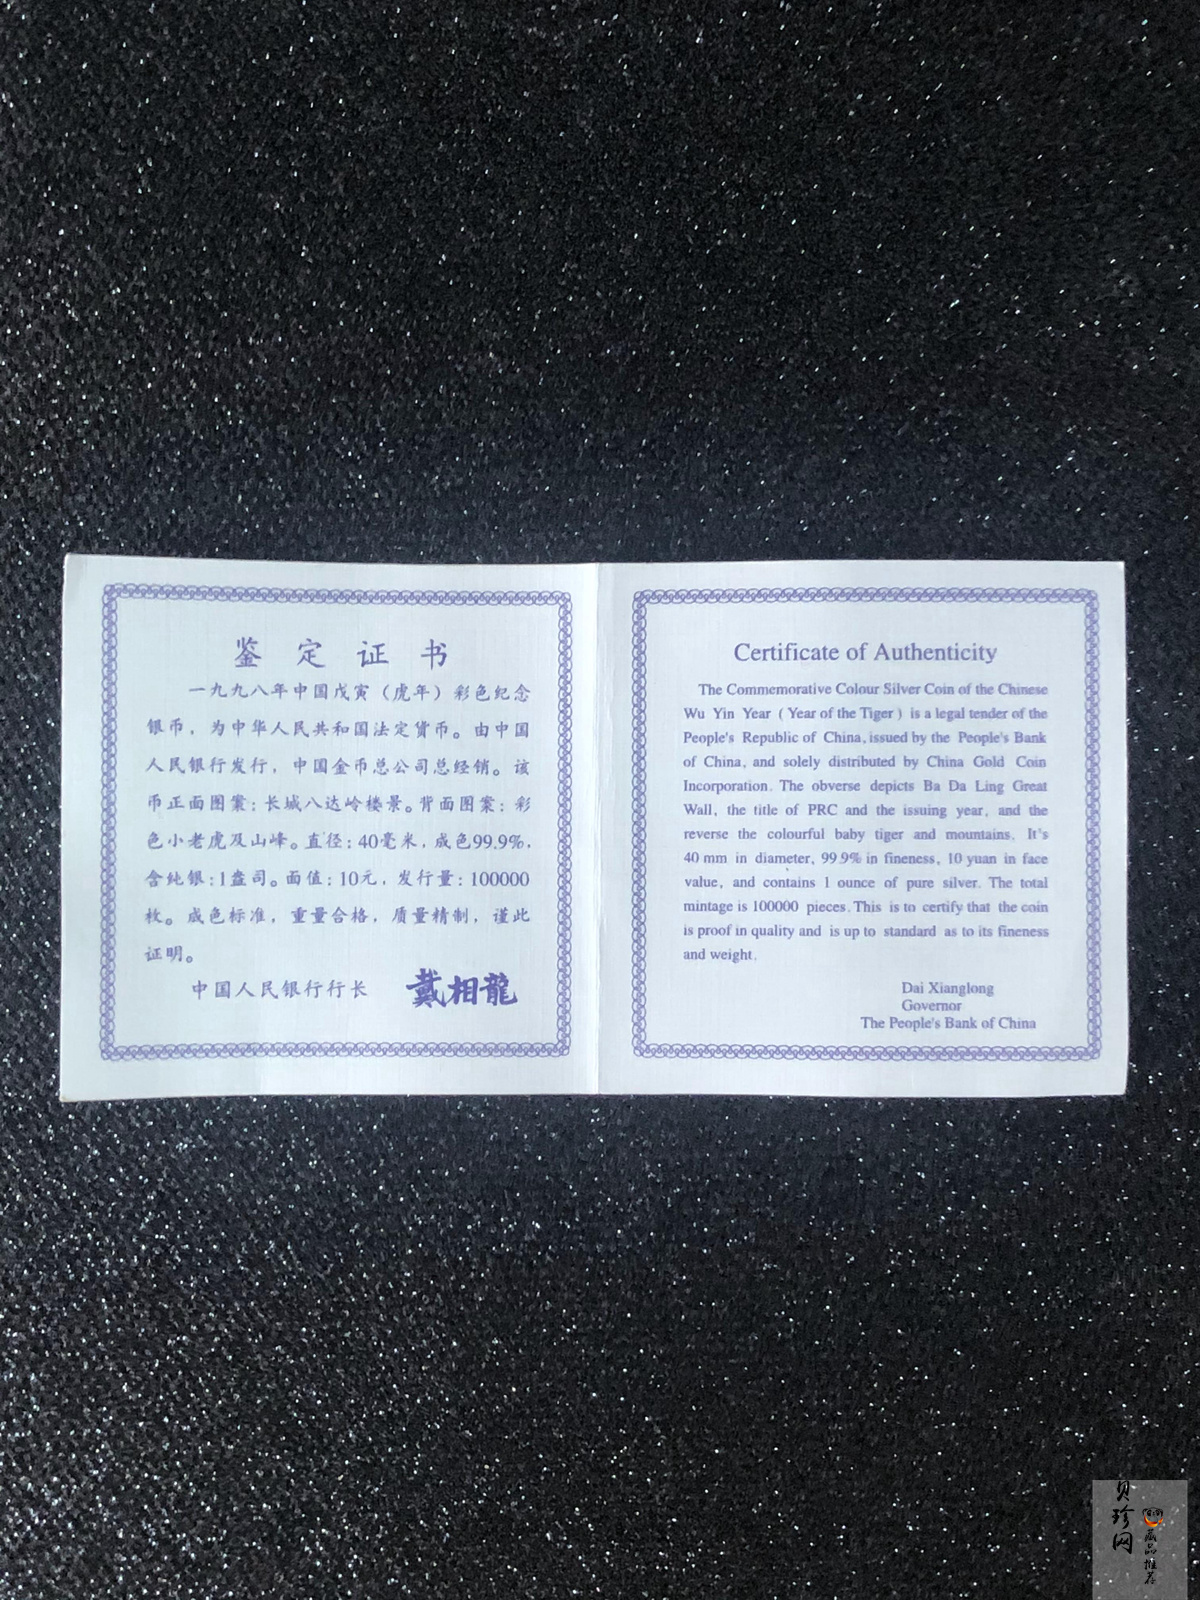 鉴定证书
一九九八年中国戊寅（虎年）彩色纪念
银币，为中华人民共和国法定货币。由中国
人民银行发行，中国金币总公司总经销。该
币正面图案：长城八达岭楼景。背面图案：彩
色小老虎及山峰。直径：40毫米，成色99.9%，
含纯银：1盎司。面值：10元，发行量：100000
枚。成色标准，重量合格，质量精制，谨此
证明。
中国人民银行行长 戴相龍
Certificate of Authenticity
The Commemorative Colour Silver Coin of the Chinese
Wu Yin Year ( Year of the Tiger ) is a legal tender of the
People's Republic of China, issued by the People's Bank
of China, and solely distributed by China Gold Coin
Incorporation. The obverse depicts Ba Da Ling Great
Wall, the title of PRC and the issuing year, and the
reverse the colourful baby tiger and mountains. It's
40 mm in diameter, 99.9% in fineness, 10 yuan in face
value, and contains 1 ounce of pure silver. The total
mintage is 100000 pieces. This is to certify that the coin
is proof in quality and is up to standard as to its fineness
and weight.
Dai Xianglong
Governor
The People's Bank of China
贝珍网
藏品推荐